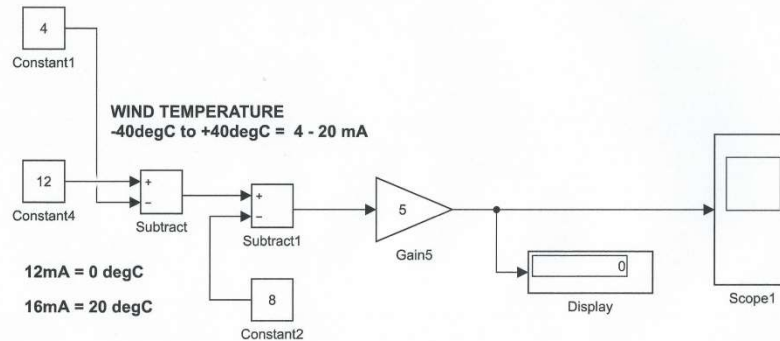 4
Constant1
WIND TEMPERATURE
-40degC to +40degC = 4 - 20 mA
12
Constant4
+
−
Subtract
+
−
Subtract1
5
Gain5
0
Display
Scope1
12mA = 0 degC
16mA = 20 degC
8
Constant2